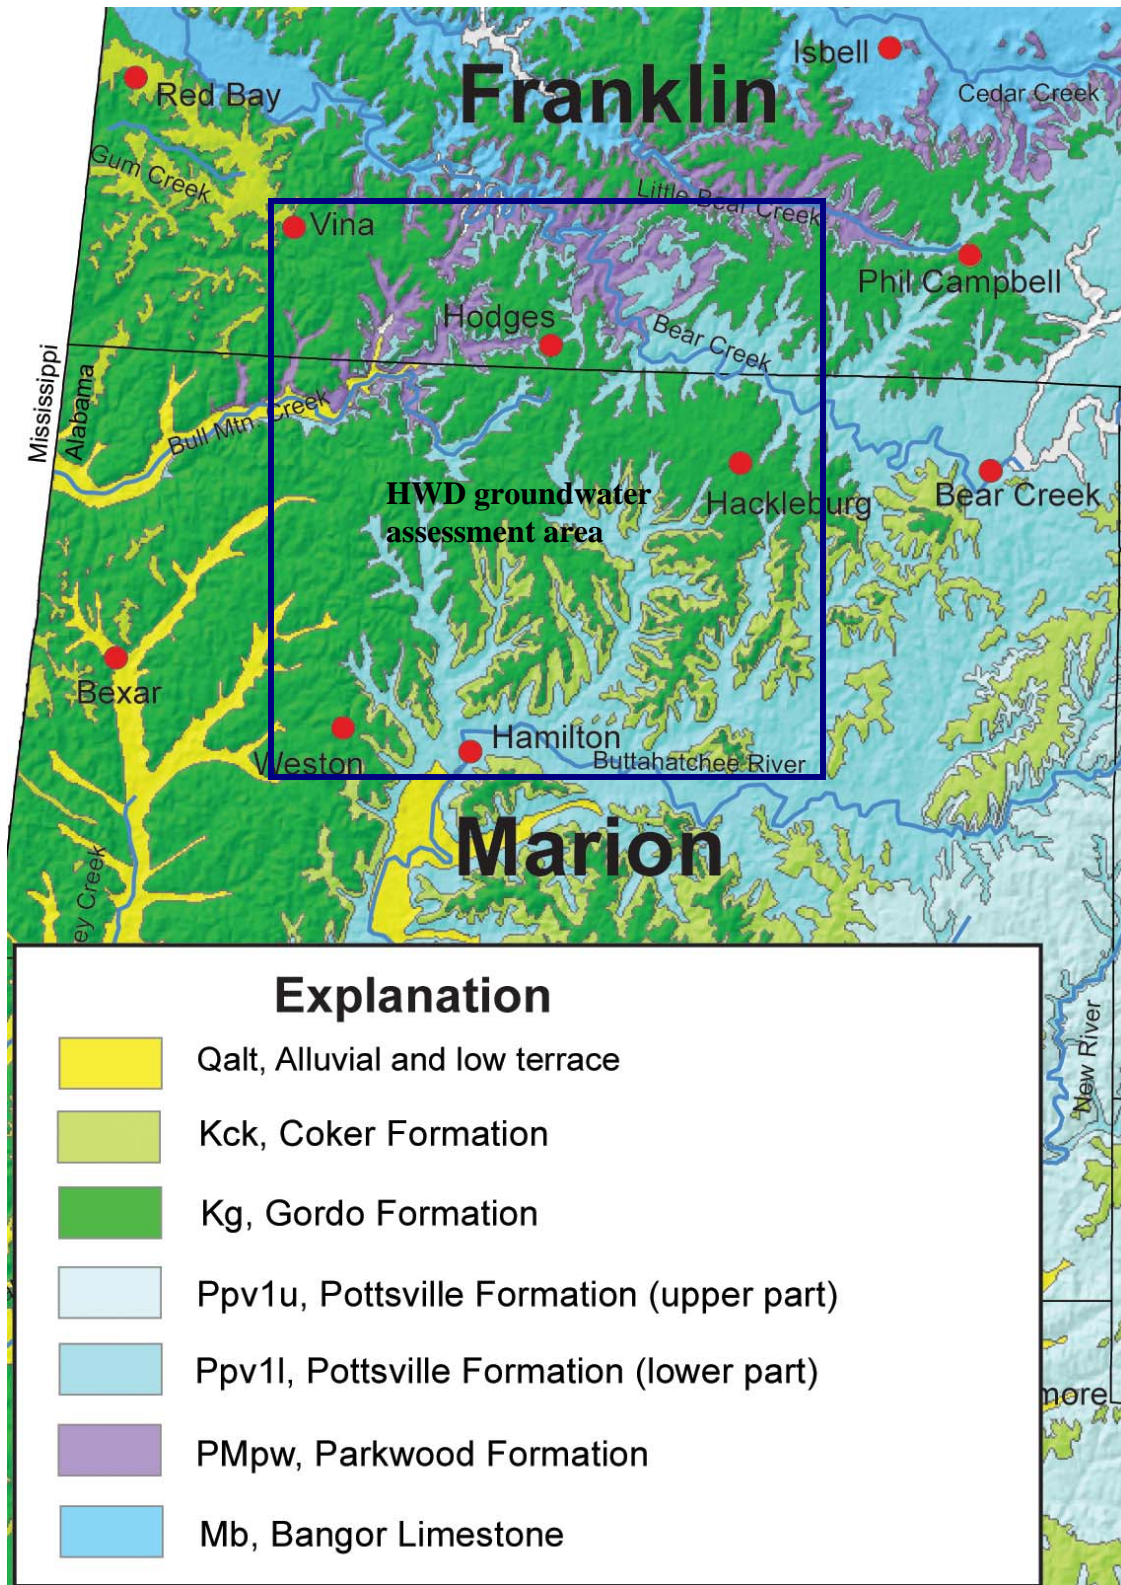 Isbell
Franklin
Red Bay
Cedar Creek
Gum Creek
Little Bear Creek
Vina
Phil Campbell
Hodges
Bear Creek
Mississippi
Alabama
Bull Mtn. Creek
HWD groundwater
assessment area
Hackleburg
Bear Creek
Bexar
Hamilton
Weston
Buttahatchee River
Marion
ey Creek
Explanation
Qalt, Alluvial and low terrace
Kck, Coker Formation
Kg, Gordo Formation
Ppv1u, Pottsville Formation (upper part)
Ppv1l, Pottsville Formation (lower part)
PMpw, Parkwood Formation
Mb, Bangor Limestone
New River
more